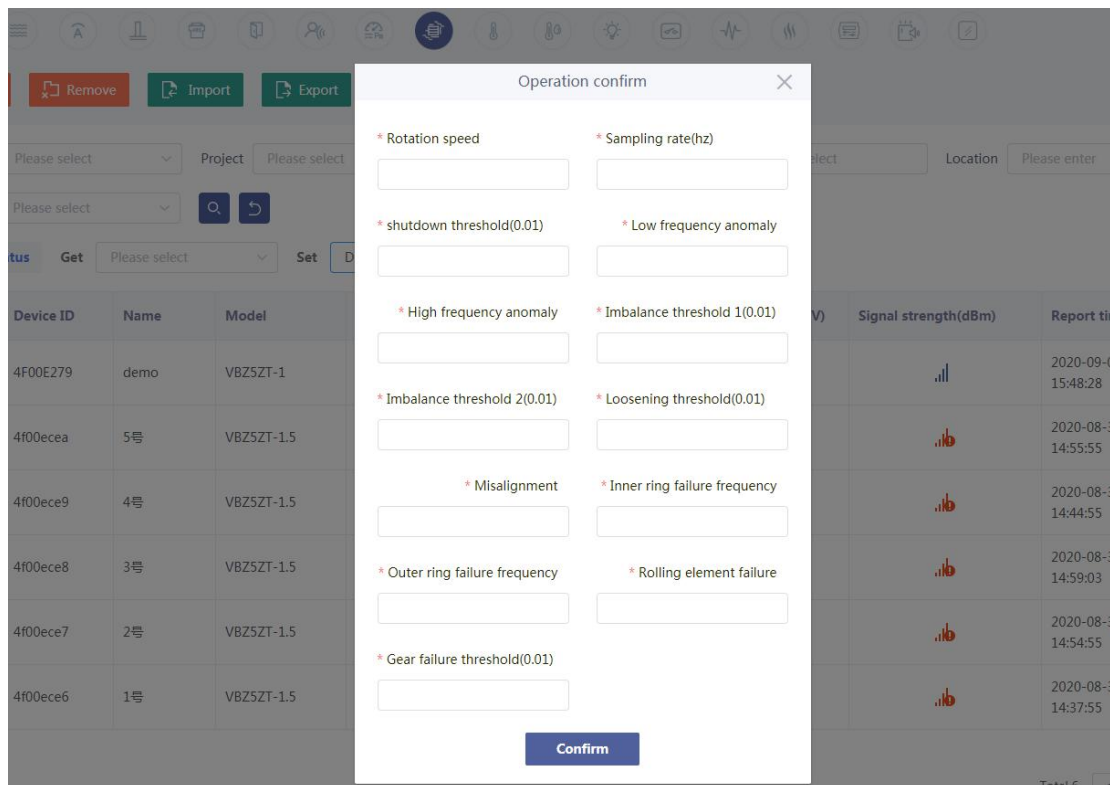 Remove Import Export
Operation confirm
* Rotation speed * Sampling rate(hz)
Please select Project Please select Location Please enter
Please select
* shutdown threshold(0.01) * Low frequency anomaly
Get Please select Set
* High frequency anomaly * Imbalance threshold 1(0.01)
Device ID Name Model Signal strength(dBm)
4F00E279 demo VBZ5ZT-1 15:48:28
* Imbalance threshold 2(0.01) * Loosening threshold(0.01)
4f00ecea 5号 VBZ5ZT-1.5 14:55:55
* Misalignment * Inner ring failure frequency
4f00ece9 4号 VBZ5ZT-1.5 14:44:55
* Outer ring failure frequency * Rolling element failure
4f00ece8 3号 VBZ5ZT-1.5 14:59:03
4f00ece7 2号 VBZ5ZT-1.5 14:54:55
* Gear failure threshold(0.01)
4f00ece6 1号 VBZ5ZT-1.5 14:37:55
Confirm